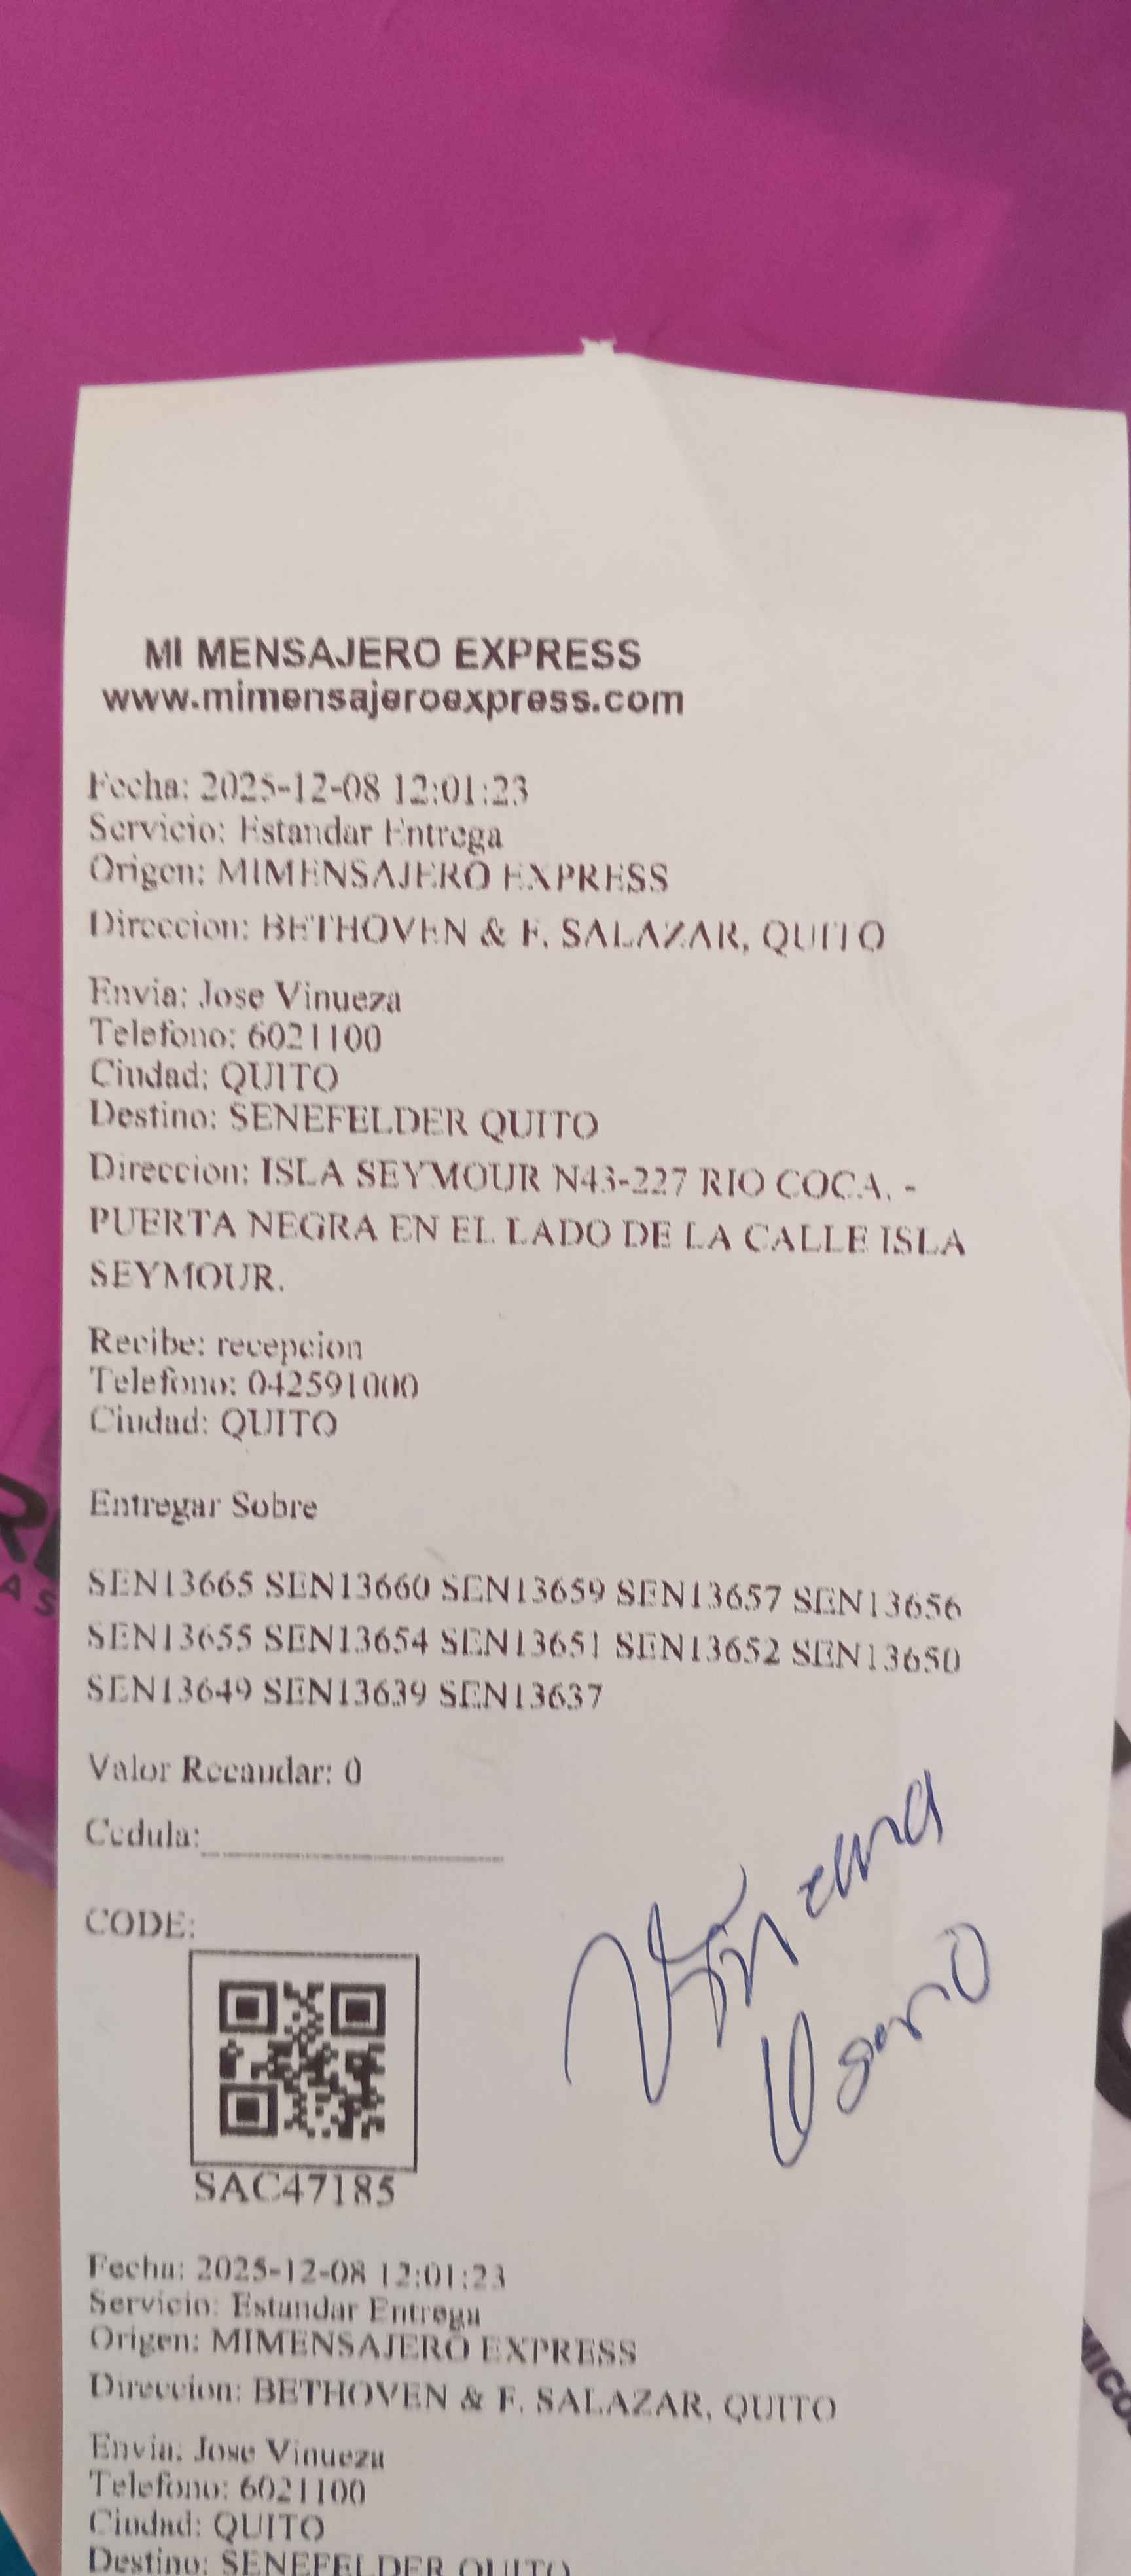 MI MENSAJERO EXPRESS
www.mimensajeroexpress.com
Fecha: 2025-12-08 12:01:23
Servicio: Estandar Entrega
Origen: MIMENSAJERO EXPRESS
Direccion: BETHOVEN & F. SALAZAR, QUITO
Envia: Jose Vinueza
Telefono: 6021100
Ciudad: QUITO
Destino: SENEFELDER QUITO
Direccion: ISLA SEYMOUR N43-227 RIO COCA. -
PUERTA NEGRA EN EL LADO DE LA CALLE ISLA
SEYMOUR.
Recibe: recepcion
Telefono: 042591000
Ciudad: QUITO
Entregar Sobre
SEN13665 SEN13660 SEN13659 SEN13657 SEN13656
SEN13655 SEN13654 SEN13651 SEN13652 SEN13650
SEN13649 SEN13639 SEN13637
Valor Recaudar: 0
Cedula:
CODE:
SAC47185
Fecha: 2025-12-08 12:01:23
Servicio: Estandar Entrega
Origen: MIMENSAJERO EXPRESS
Direccion: BETHOVEN & F. SALAZAR, QUITO
Envia: Jose Vinueza
Telefono: 6021100
Ciudad: QUITO
Destino: SENEFELDER QUITO